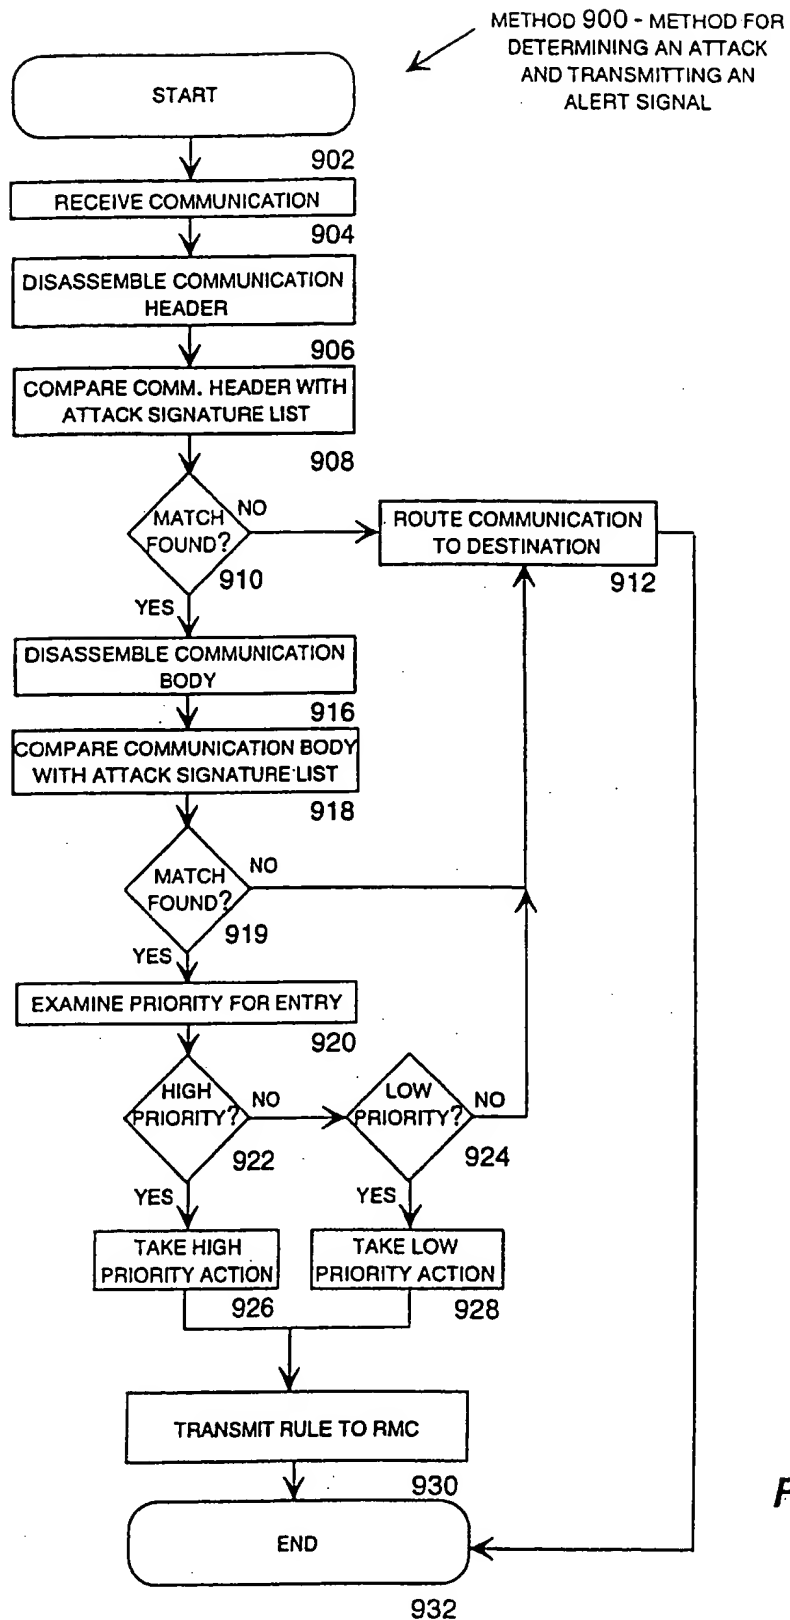 METHOD 900 - METHOD FOR
DETERMINING AN ATTACK
AND TRANSMITTING AN
ALERT SIGNAL
START
902
RECEIVE COMMUNICATION
904
DISASSEMBLE COMMUNICATION
HEADER
906
COMPARE COMM. HEADER WITH
ATTACK SIGNATURE LIST
908
MATCH
FOUND?
NO
910
YES
ROUTE COMMUNICATION
TO DESTINATION
912
DISASSEMBLE COMMUNICATION
BODY
916
COMPARE COMMUNICATION BODY
WITH ATTACK SIGNATURE LIST
918
MATCH
FOUND?
NO
919
YES
EXAMINE PRIORITY FOR ENTRY
920
HIGH
PRIORITY?
NO
922
YES
LOW
PRIORITY?
NO
924
YES
TAKE HIGH
PRIORITY ACTION
926
TAKE LOW
PRIORITY ACTION
928
TRANSMIT RULE TO RMC
930
END
932